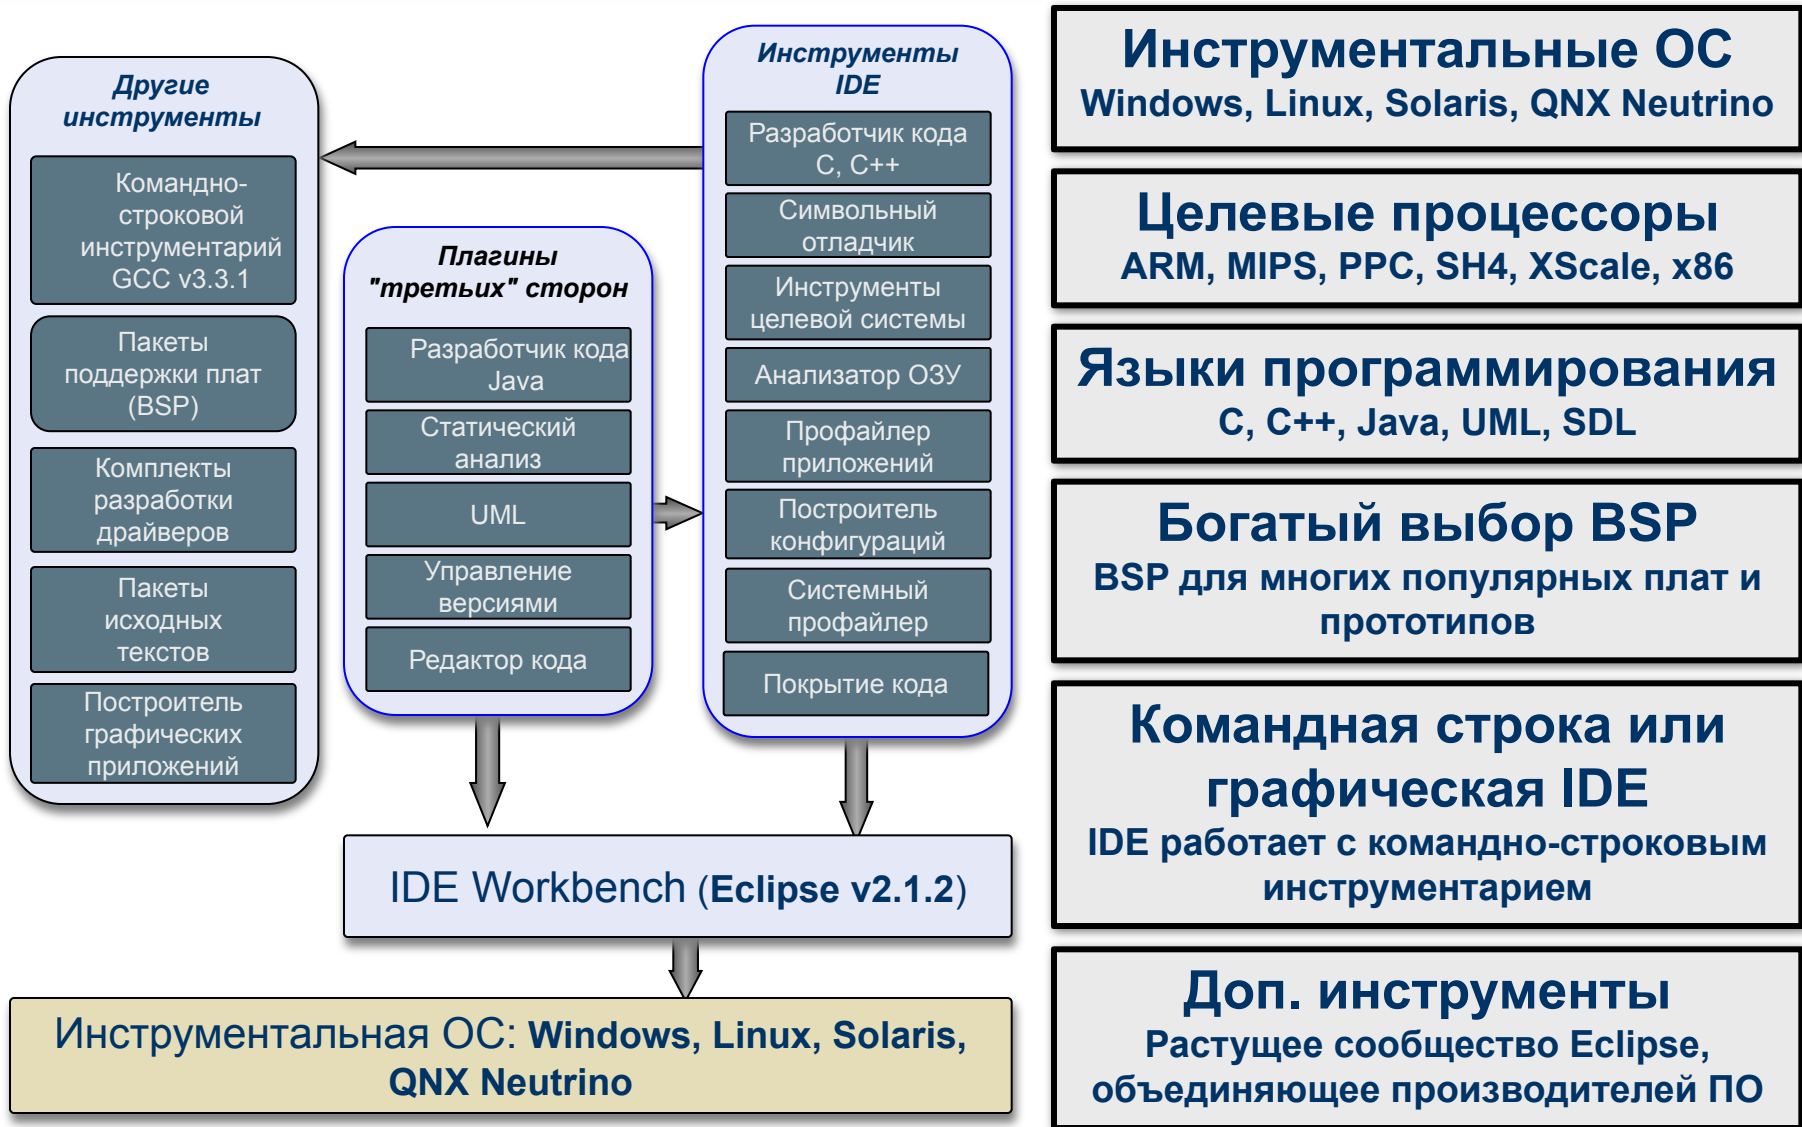 Другие
инструменты
Командно-
строковой
инструментарий
GCC v3.3.1
Пакеты
поддержки плат
(BSP)
Комплекты
разработки
драйверов
Пакеты
исходных
текстов
Построитель
графических
приложений
Плагины
"третьих" сторон
Разработчик кода
Java
Статический
анализ
UML
Управление
версиями
Редактор кода
Инструменты
IDE
Разработчик кода
C, C++
Символьный
отладчик
Инструменты
целевой системы
Анализатор ОЗУ
Профайлер
приложений
Построитель
конфигураций
Системный
профайлер
Покрытие кода
IDE Workbench (Eclipse v2.1.2)
Инструментальная ОС: Windows, Linux, Solaris,
QNX Neutrino
Инструментальные ОС
Windows, Linux, Solaris, QNX Neutrino
Целевые процессоры
ARM, MIPS, PPC, SH4, XScale, x86
Языки программирования
C, C++, Java, UML, SDL
Богатый выбор BSP
BSP для многих популярных плат и
прототипов
Командная строка или
графическая IDE
IDE работает с командно-строковым
инструментарием
Доп. инструменты
Растущее сообщество Eclipse,
объединяющее производителей ПО